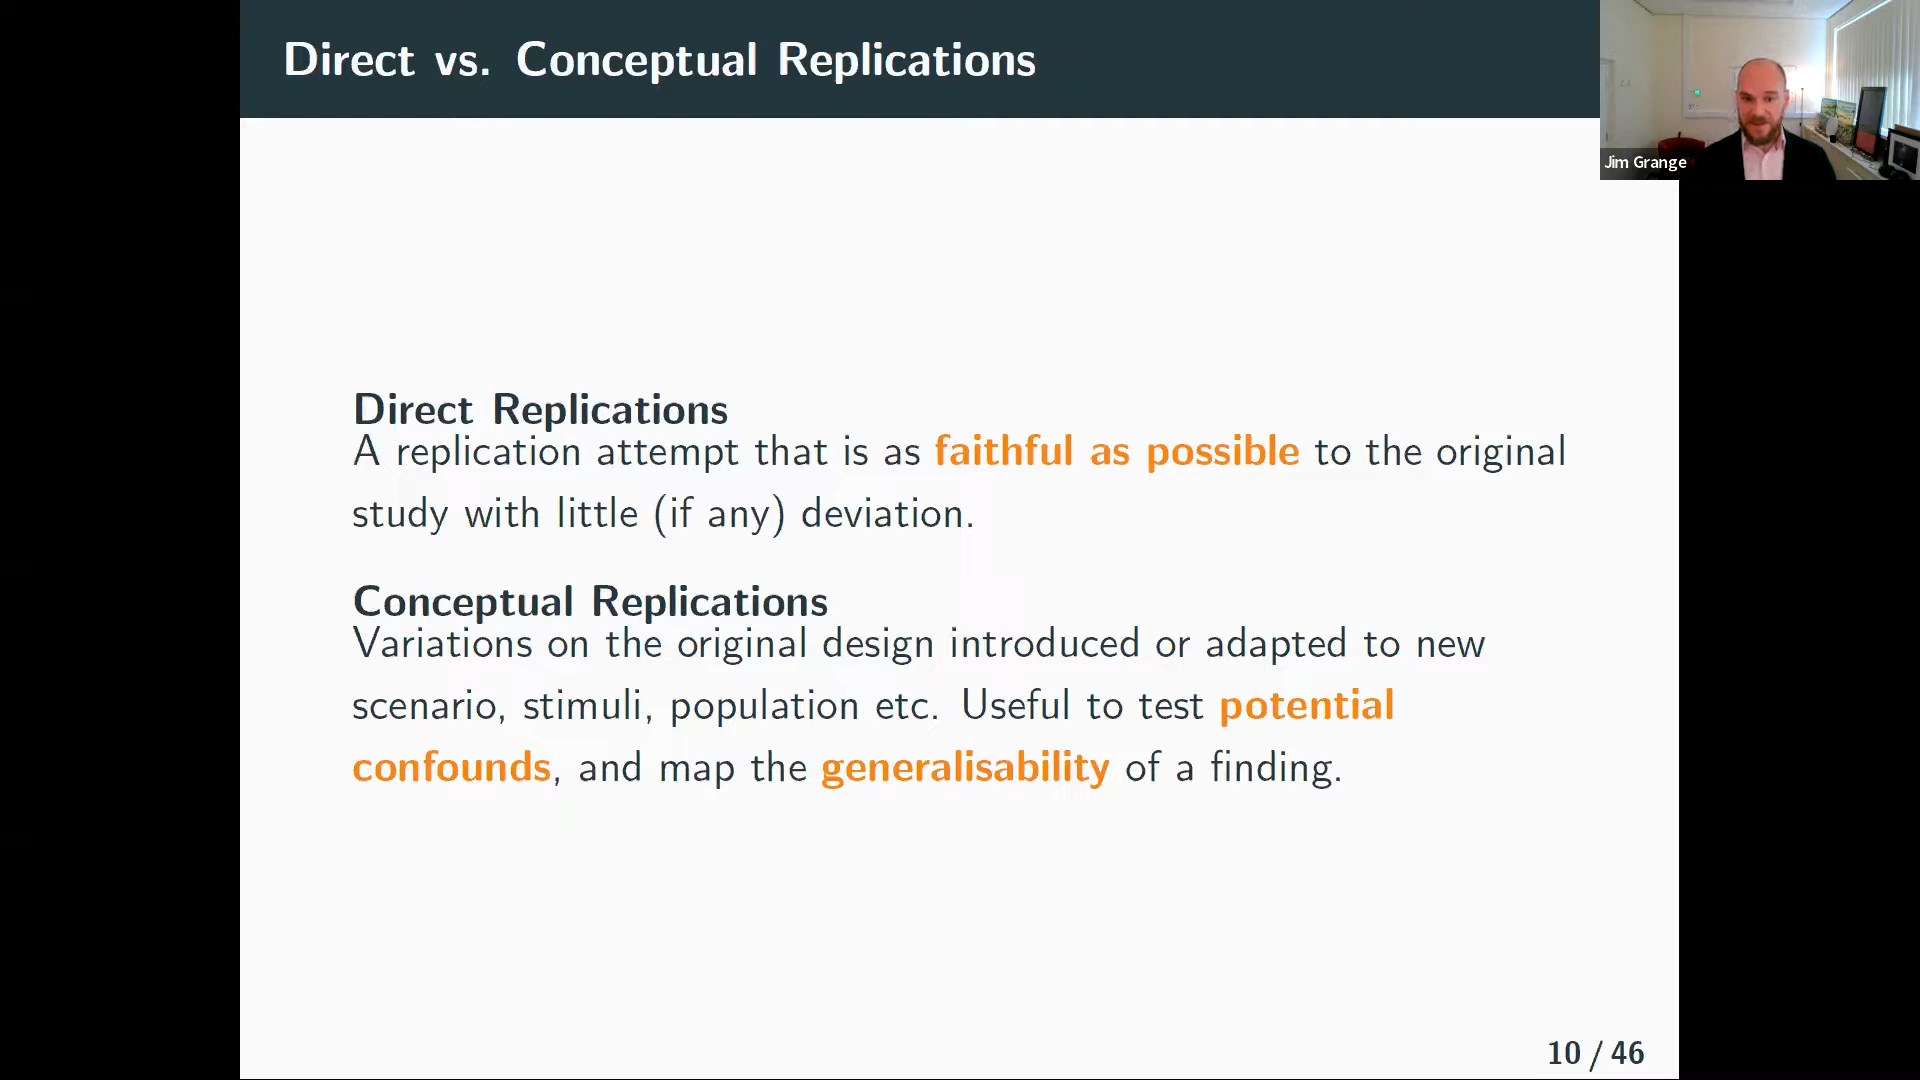 Direct vs. Conceptual Replications
Jim Grange
Direct Replications
A replication attempt that is as faithful as possible to the original
study with little (if any) deviation.
Conceptual Replications
Variations on the original design introduced or adapted to new
scenario, stimuli, population etc. Useful to test potential
confounds, and map the generalisability of a finding.
10 / 46